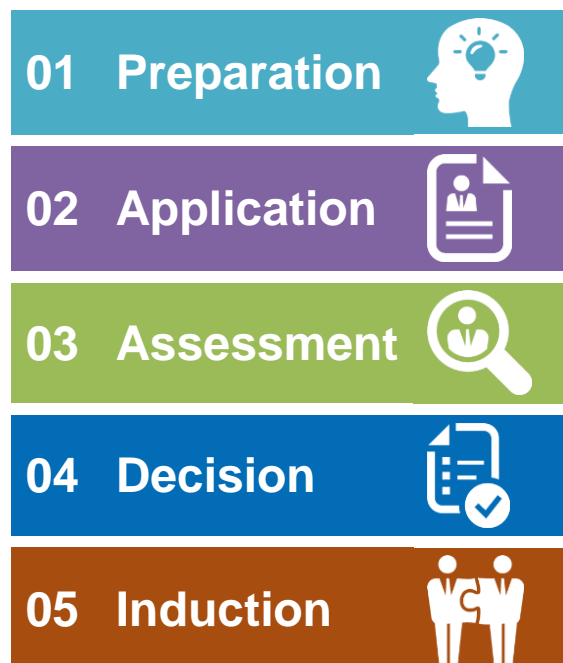 01 Preparation
02 Application
03 Assessment
04 Decision
05 Induction